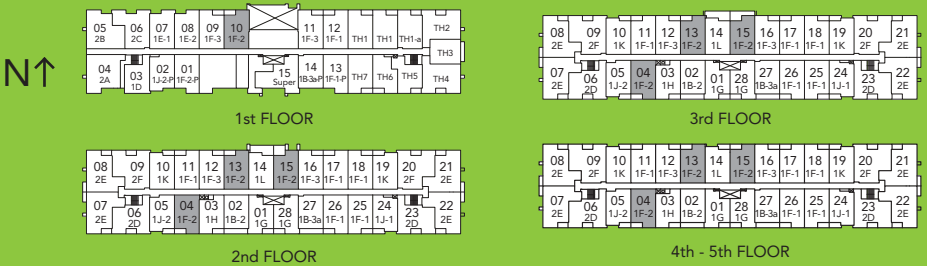 N↑
05 06 07 08 09 10 11 12
2B 2C 1E-1 1E-2 1F-3 1F-2 1F-3 1F-1 TH1 TH1 TH1-a TH2
TH3
04 03 02 01 15 14 13
2A 1D 1J-2-P 1F-2-P Super 1B-3a-P 1F-1-P TH7 TH6 TH5 TH4
1st FLOOR
08 09 10 11 12 13 14 15 16 17 18 19 20 21
2E 2F 1K 1F-1 1F-3 1F-2 1L 1F-2 1F-3 1F-1 1F-1 1K 2F 2E
07 06 05 04 03 02 01 28 27 26 25 24 23 22
2E 2D 1J-2 1F-2 1H 1B-2 1G 1G 1B-3a 1F-1 1F-1 1J-1 2D 2E
3rd FLOOR
08 09 10 11 12 13 14 15 16 17 18 19 20 21
2E 2F 1K 1F-1 1F-3 1F-2 1L 1F-2 1F-3 1F-1 1F-1 1K 2F 2E
07 06 05 04 03 02 01 28 27 26 25 24 23 22
2E 2D 1J-2 1F-2 1H 1B-2 1G 1G 1B-3a 1F-1 1F-1 1J-1 2D 2E
2nd FLOOR
08 09 10 11 12 13 14 15 16 17 18 19 20 21
2E 2F 1K 1F-1 1F-3 1F-2 1L 1F-2 1F-3 1F-1 1F-1 1K 2F 2E
07 06 05 04 03 02 01 28 27 26 25 24 23 22
2E 2D 1J-2 1F-2 1H 1B-2 1G 1G 1B-3a 1F-1 1F-1 1J-1 2D 2E
4th - 5th FLOOR